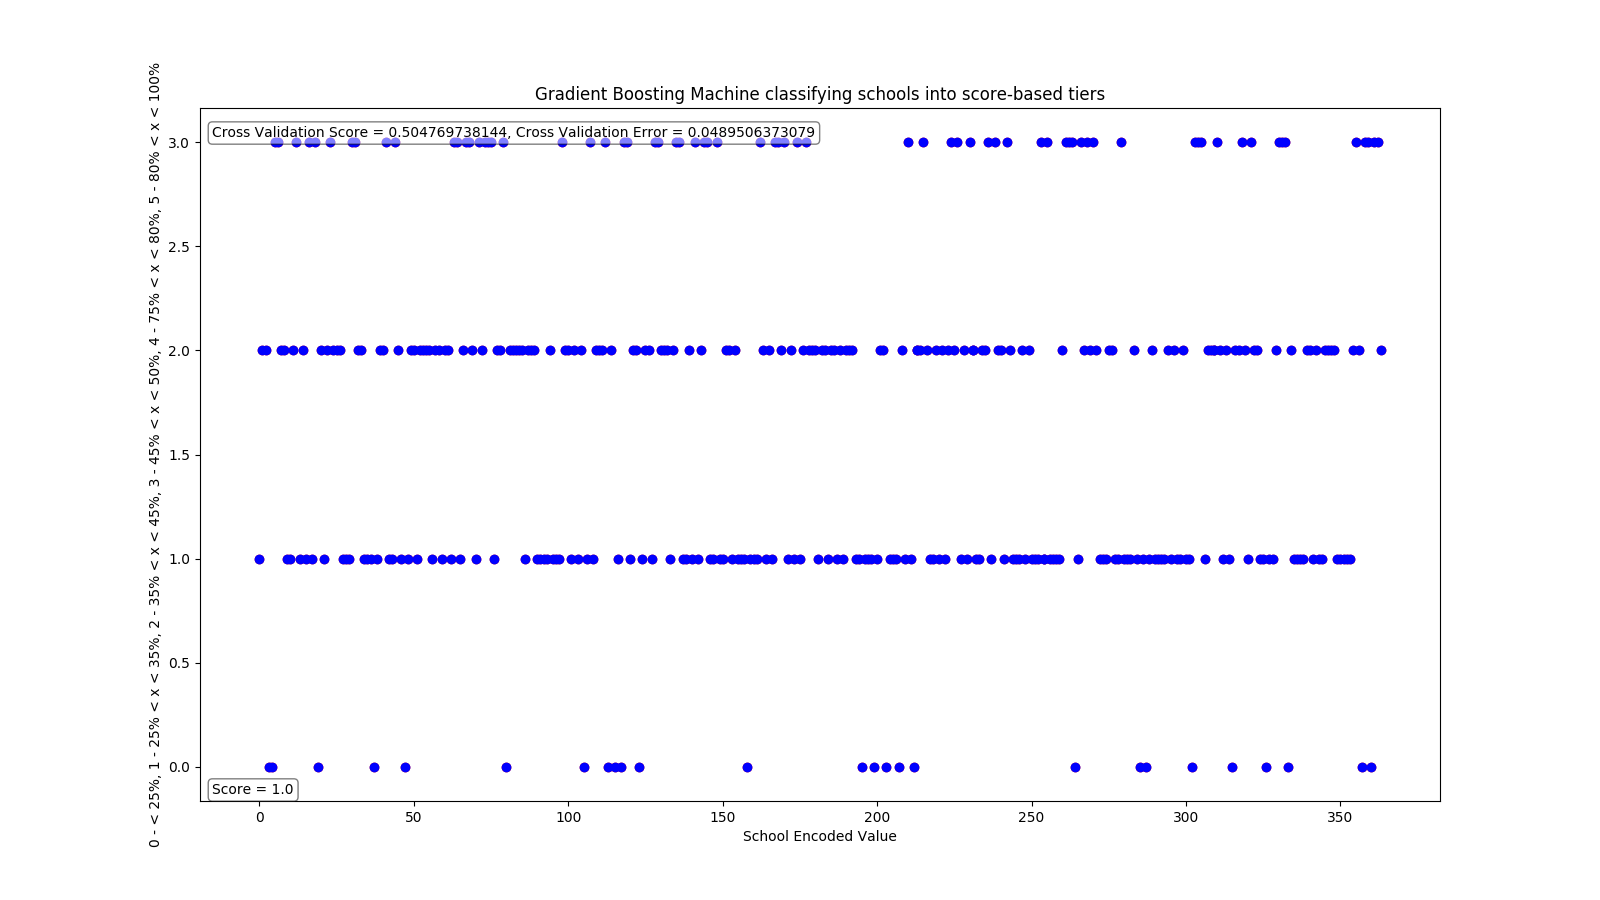 Gradient Boosting Machine classifying schools into score-based tiers
0 - < 25%, 1 - 25% < x < 35%, 2 - 35% < x < 45%, 3 - 45% < x < 50%, 4 - 75% < x < 80%, 5 - 80% < x < 100%
Cross Validation Score = 0.504769738144, Cross Validation Error = 0.0489506373079
3.0
2.5
2.0
1.5
1.0
0.5
0.0
Score = 1.0
0 50 100 150 200 250 300 350
School Encoded Value